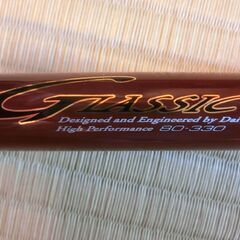 CLASSIC
Designed and Engineered by Dai
High Performance 80-330